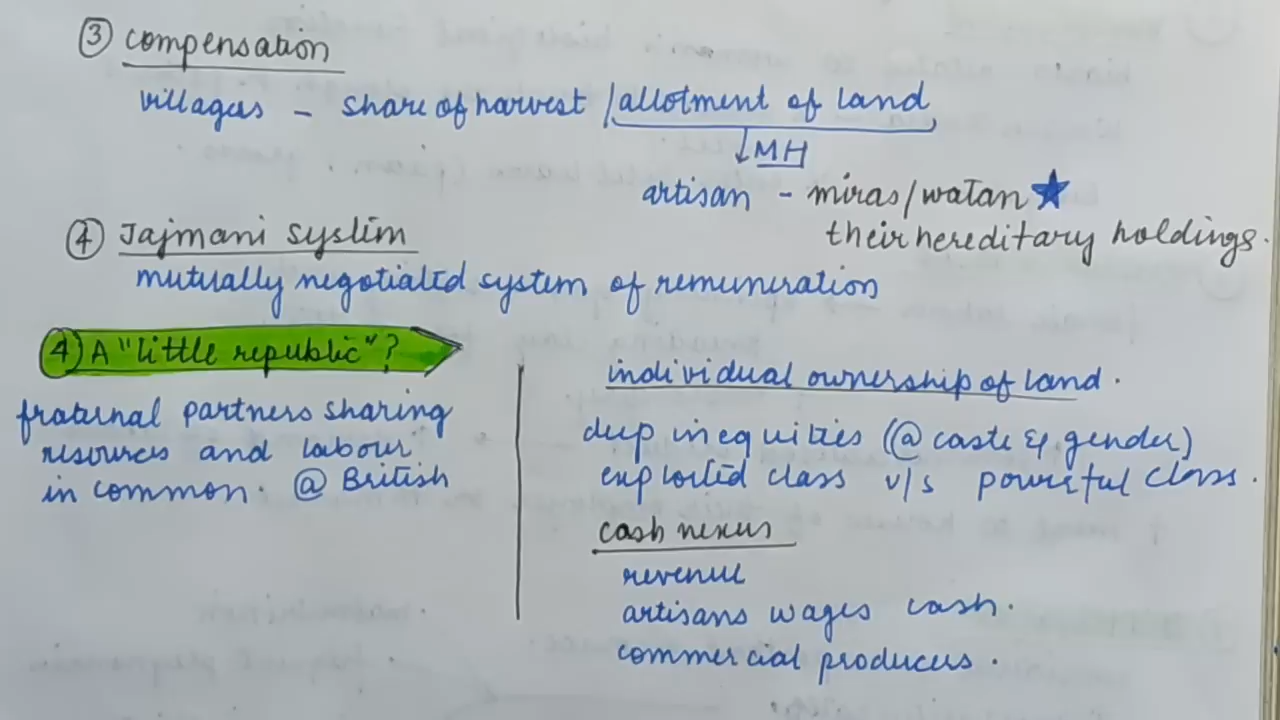 ③ compensation
villages - share of harvest / allotment of land
↓ MH
artisan - miras/watan ★
their hereditary holdings.
④ Jajmani system
mutually negotiated system of remuneration
④ A "little republic"?
fraternal partners sharing
resources and labour
in common. @ British
individual ownership of land.
deep inequities (@ caste & gender)
exploited class v/s powerful class.
cash nexus
revenue
artisans wages cash.
commercial producers.